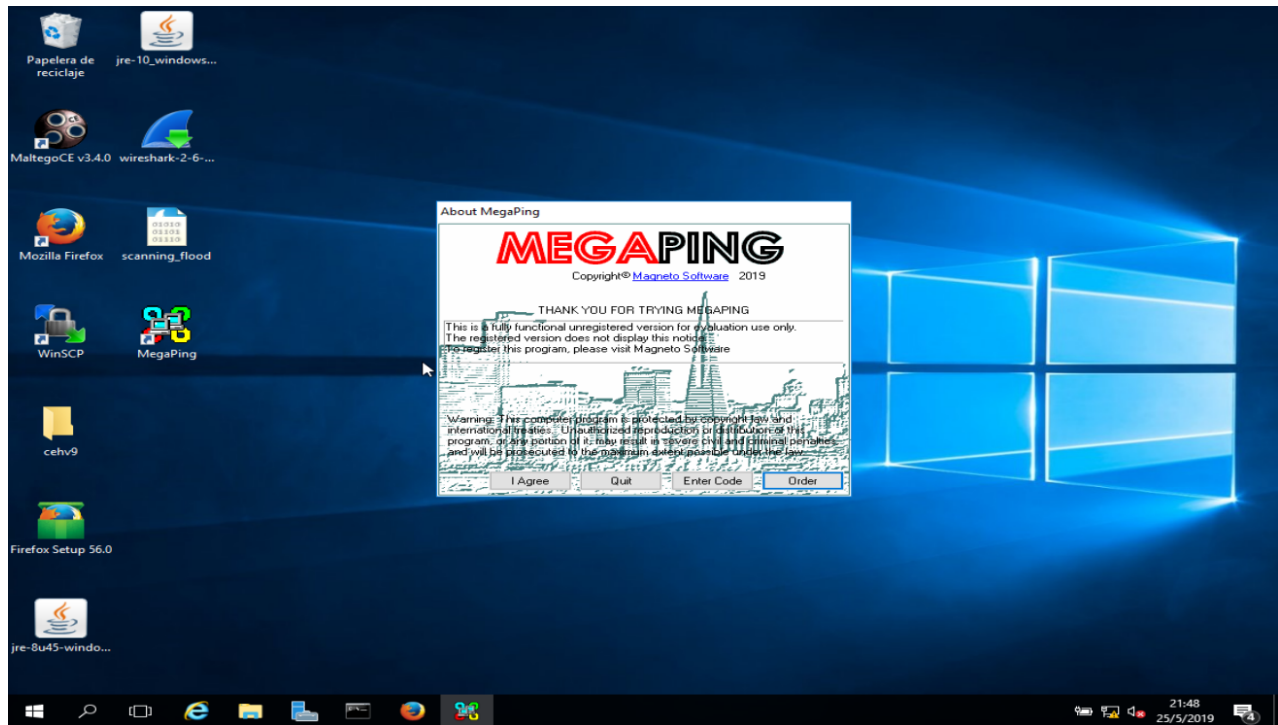 Papelera de
reciclaje
jre-10_windows...
MaltegoCE v3.4.0
wireshark-2-6-...
Mozilla Firefox
scanning_flood
WinSCP
MegaPing
cehv9
Firefox Setup 56.0
jre-8u45-windo...
About MegaPing
MEGAPING
Copyright© Magneto Software 2019
THANK YOU FOR TRYING MEGAPING
This is a fully functional unregistered version for evaluation use only.
The registered version does not display this notice.
To register this program, please visit Magneto Software
Warning: This computer program is protected by copyright law and
international treaties. Unauthorized reproduction or distribution of this
program, or any portion of it, may result in severe civil and criminal penalties,
and will be prosecuted to the maximum extent possible under the law.
I Agree
Quit
Enter Code
Order
21:48
25/5/2019
4